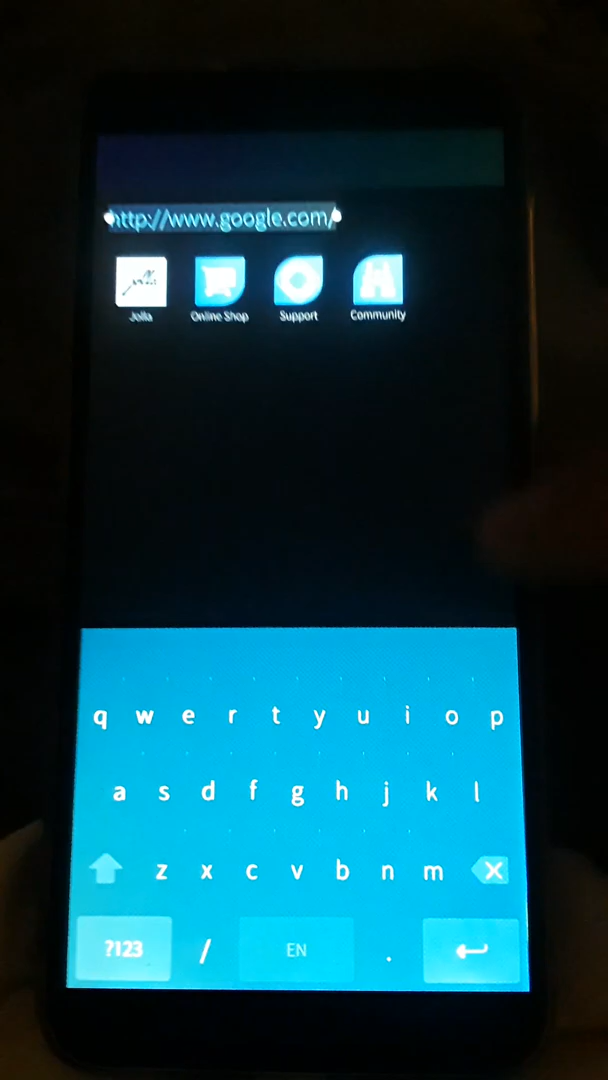 http://www.google.com/
Jolla Online Shop Support Community
q w e r t y u i o p
a s d f g h j k l
z x c v b n m
?123 / EN .